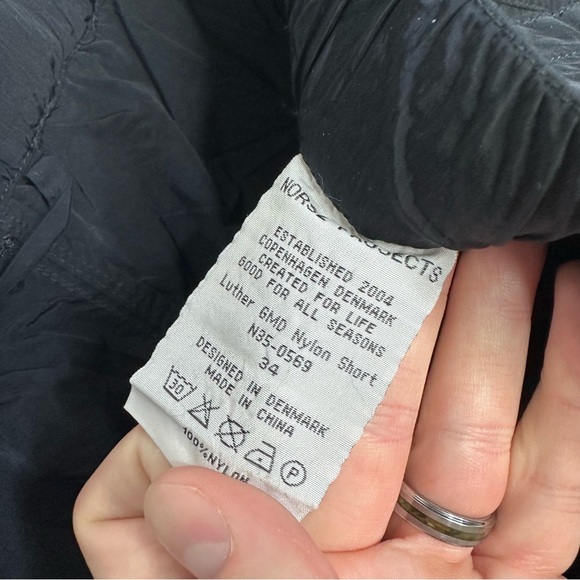 NORSE PROJECTS
ESTABLISHED 2004
COPENHAGEN DENMARK
CREATED FOR LIFE
GOOD FOR ALL SEASONS
Luther GMD Nylon Short
N35-0569
34
DESIGNED IN DENMARK
MADE IN CHINA
30 P
100%NYLON